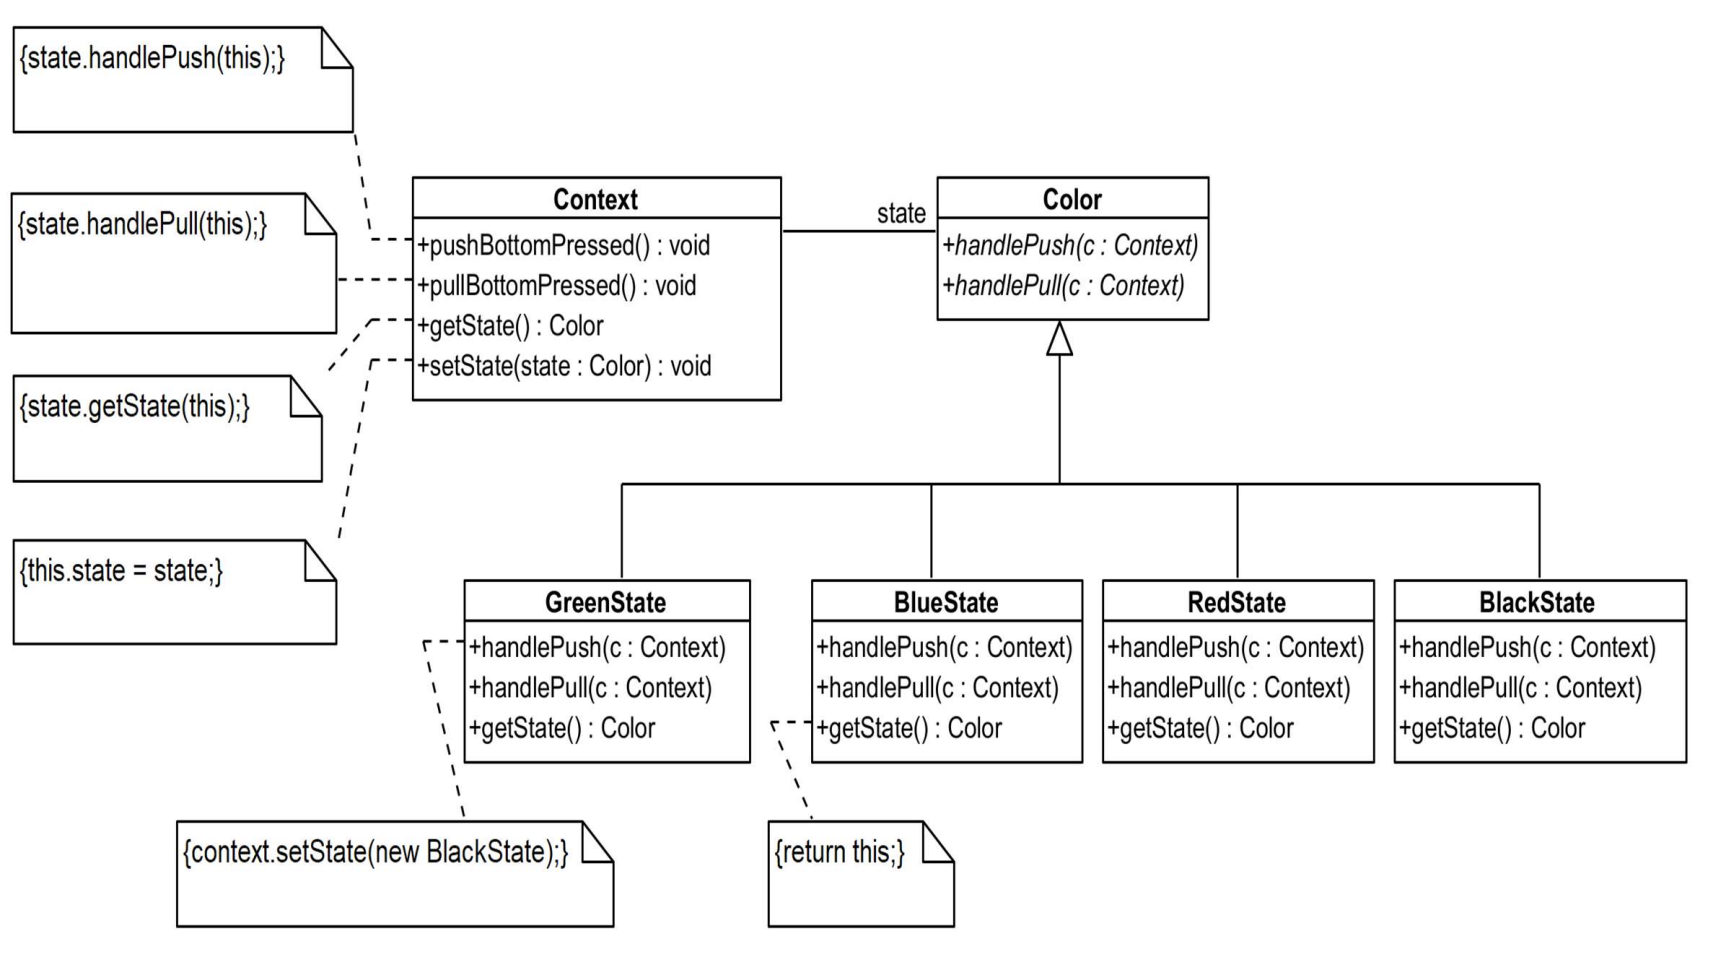 {state.handlePush(this);}
{state.handlePull(this);}
{state.getState(this);}
{this.state = state;}
Context
+pushBottomPressed() : void
+pullBottomPressed() : void
+getState() : Color
+setState(state : Color) : void
state
Color
+handlePush(c : Context)
+handlePull(c : Context)
GreenState
+handlePush(c : Context)
+handlePull(c : Context)
+getState() : Color
BlueState
+handlePush(c : Context)
+handlePull(c : Context)
+getState() : Color
RedState
+handlePush(c : Context)
+handlePull(c : Context)
+getState() : Color
BlackState
+handlePush(c : Context)
+handlePull(c : Context)
+getState() : Color
{context.setState(new BlackState);}
{return this;}